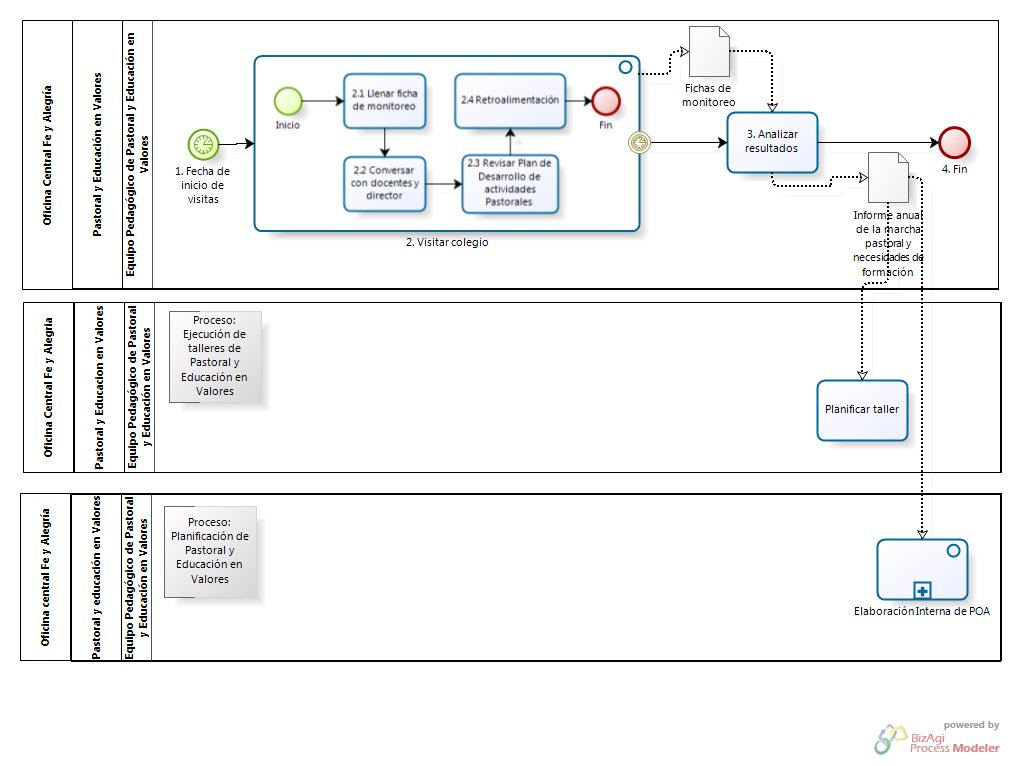 Oficina Central Fe y Alegría
Pastoral y Educación en Valores
Equipo Pedagógico de Pastoral y Educación en
Valores
1. Fecha de
inicio de
visitas
Inicio
2.1 Llenar ficha
de monitoreo
2.2 Conversar
con docentes y
director
2.3 Revisar Plan de
Desarrollo de
actividades
Pastorales
2.4 Retroalimentación
Fin
2. Visitar colegio
Fichas de
monitoreo
3. Analizar
resultados
4. Fin
Informe anual
de la marcha
pastoral y
necesidades de
formación
Oficina Central Fe y Alegría
Pastoral y Educacion en Valores
Equipo Pedagógico de Pastoral
y Educación en Valores
Proceso:
Ejecución de
talleres de
Pastoral y
Educación en
Valores
Planificar taller
Oficina central Fe y Alegría
Pastoral y educación en Valores
Equipo Pedagógico de Pastoral
y Educación en Valores
Proceso:
Planificación de
Pastoral y
Educación en
Valores
Elaboración Interna de POA
powered by
BizAgi
Process Modeler